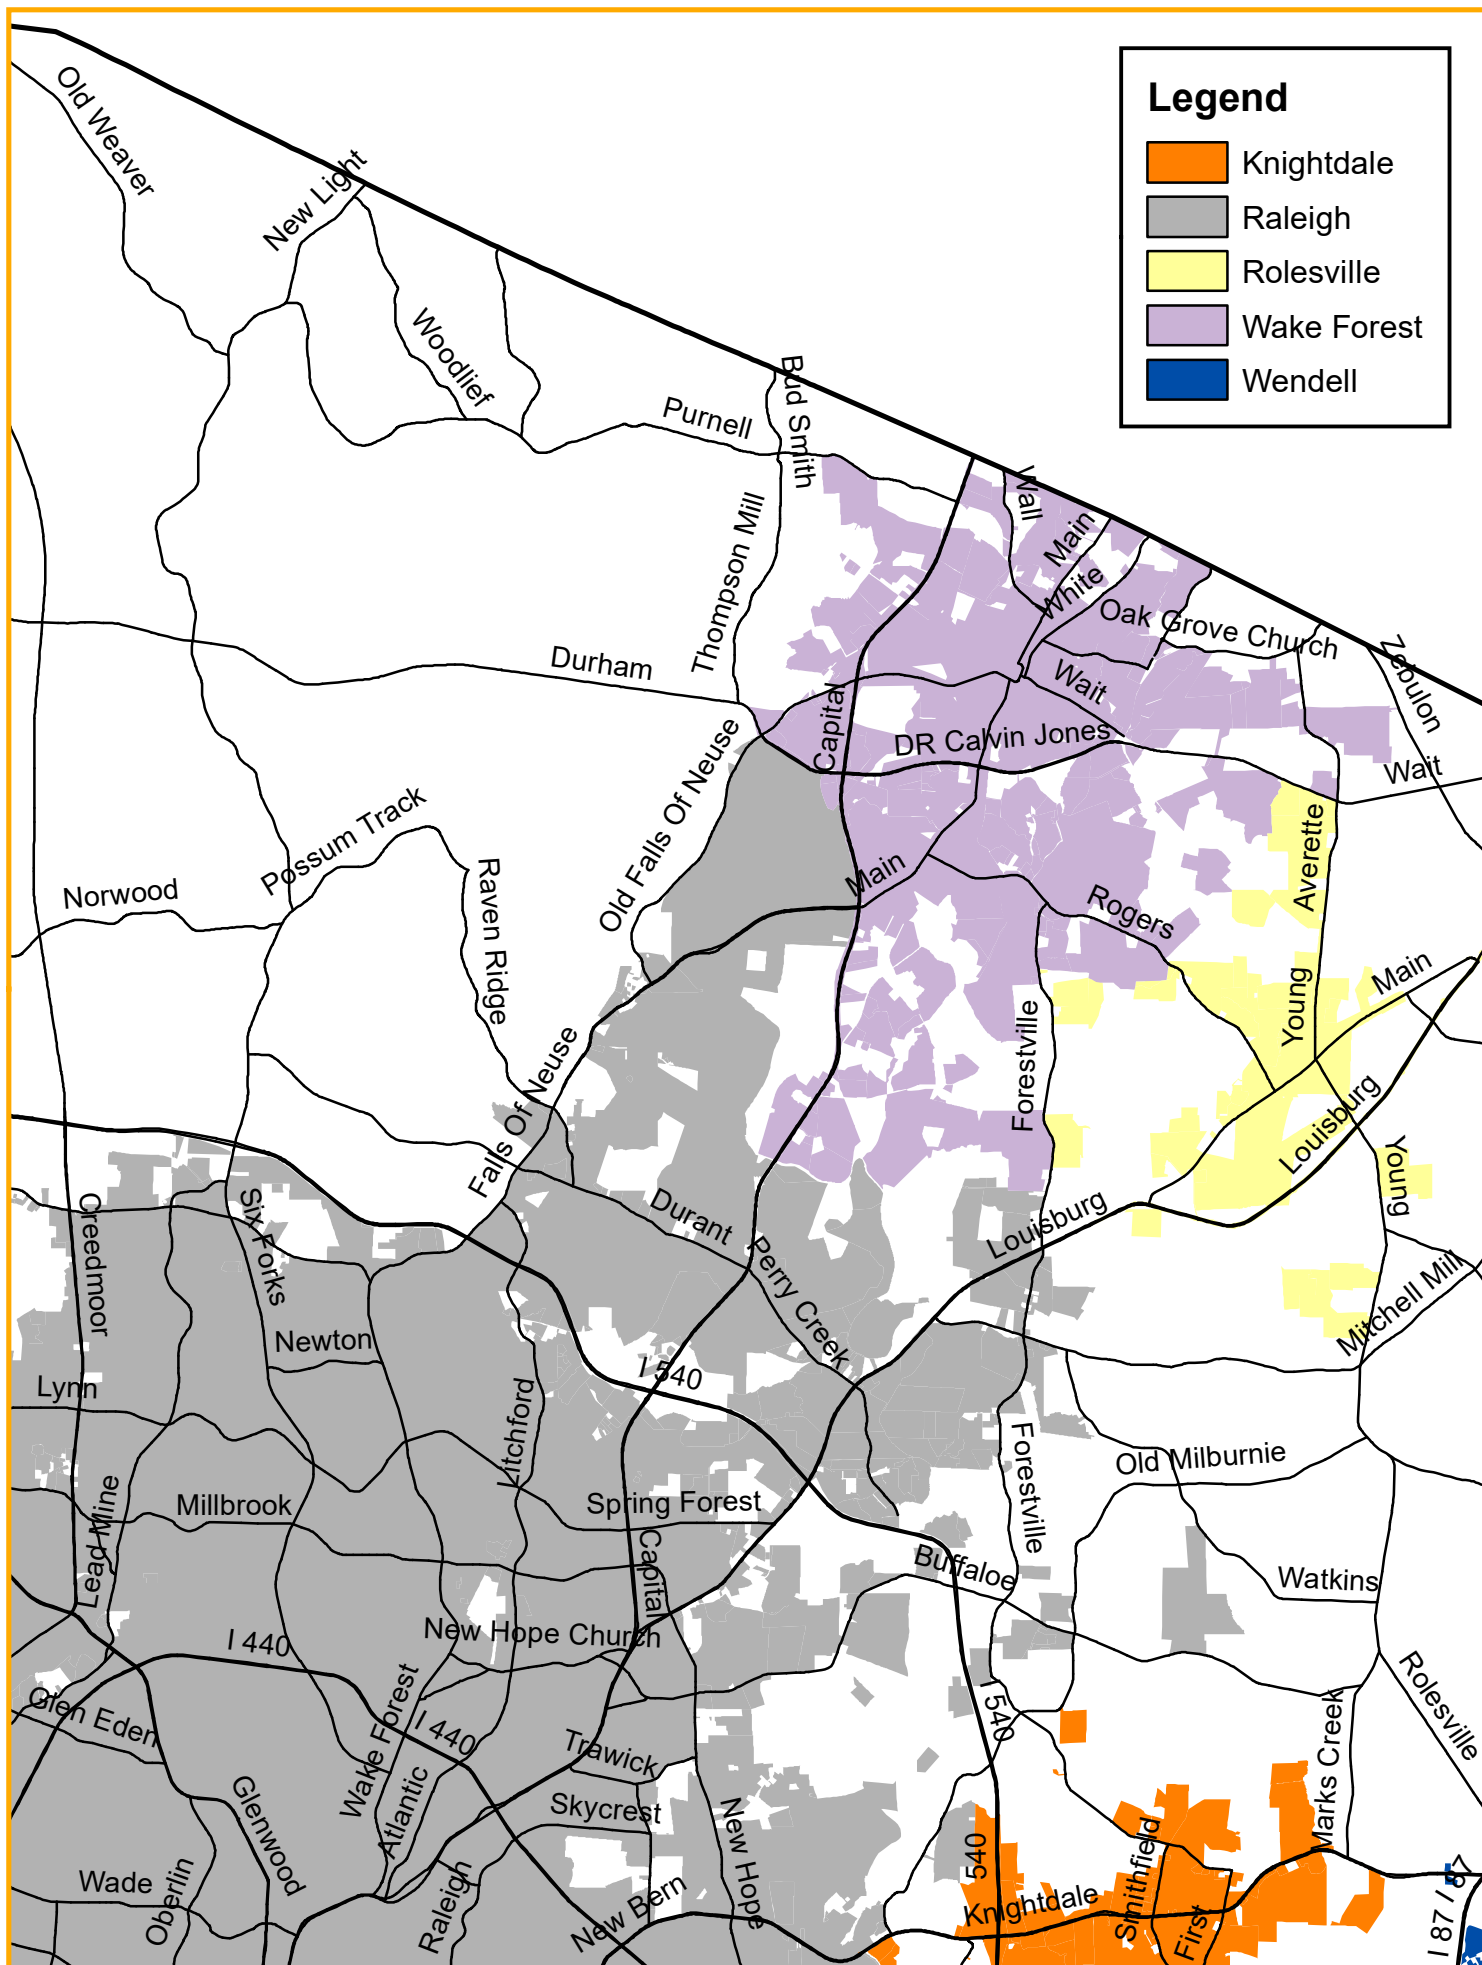 Legend
Knightdale
Raleigh
Rolesville
Wake Forest
Wendell
Old Weaver
New Light
Woodlief
Purnell
Bud Smith
Wall
Main
White
Oak Grove Church
Zebulon
Thompson Mill
Durham
Wait
Capital
DR Calvin Jones
Wait
Old Falls Of Neuse
Possum Track
Averette
Norwood
Raven Ridge
Main
Rogers
Main
Young
Forestville
Falls Of Neuse
Louisburg
Young
Creedmoor
Six Forks
Durant
Louisburg
Perry Creek
Mitchell Mill
Newton
I 540
Lynn
Litchford
Forestville
Old Milburnie
Lead Mine
Millbrook
Spring Forest
Capital
Buffaloe
Watkins
New Hope Church
I 440
Rolesville
Glen Eden
Wake Forest
I 440
I 540
Marks Creek
Trawick
Glenwood
Atlantic
Skycrest
New Hope
540
Smithfield
Wade
Oberlin
Raleigh
New Bern
Knightdale
First
I 87 / 87